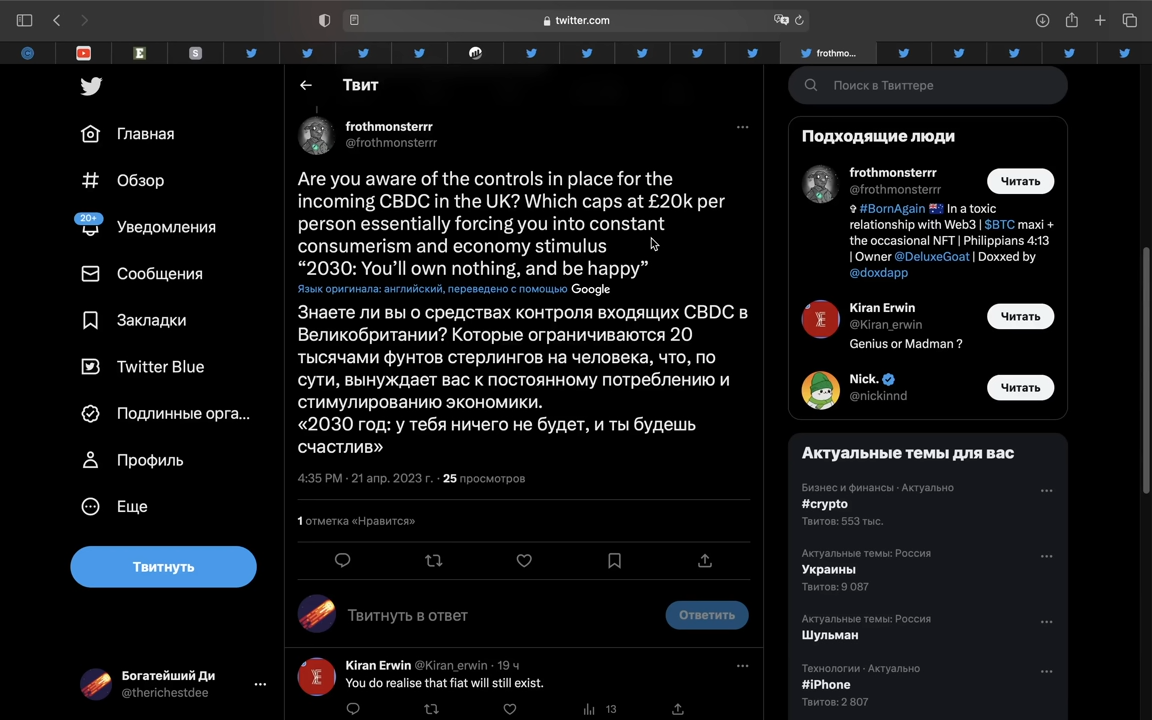 twitter.com
frothmo...
Главная
Обзор
20+
Уведомления
Сообщения
Закладки
Twitter Blue
Подлинные орга...
Профиль
Еще
Твитнуть
Богатейший Ди
@therichestdee
Твит
frothmonsterrr
@frothmonsterrr
Are you aware of the controls in place for the
incoming CBDC in the UK? Which caps at £20k per
person essentially forcing you into constant
consumerism and economy stimulus
“2030: You’ll own nothing, and be happy”
Язык оригинала: английский, переведено с помощью Google
Знаете ли вы о средствах контроля входящих CBDC в
Великобритании? Которые ограничиваются 20
тысячами фунтов стерлингов на человека, что, по
сути, вынуждает вас к постоянному потреблению и
стимулированию экономики.
«2030 год: у тебя ничего не будет, и ты будешь
счастлив»
4:35 PM · 21 апр. 2023 г. · 25 просмотров
1 отметка «Нравится»
Твитнуть в ответ
Ответить
Kiran Erwin @Kiran_erwin · 19 ч
You do realise that fiat will still exist.
13
Поиск в Твиттере
Подходящие люди
frothmonsterrr
@frothmonsterrr
Читать
✞ #BornAgain 🇦🇺 In a toxic
relationship with Web3 | $BTC maxi +
the occasional NFT | Philippians 4:13
| Owner @DeluxeGoat | Doxxed by
@doxdapp
Kiran Erwin
@Kiran_erwin
Читать
Genius or Madman ?
Nick.
@nickinnd
Читать
Актуальные темы для вас
Бизнес и финансы · Актуально
#crypto
Твитов: 553 тыс.
Актуальные темы: Россия
Украины
Твитов: 9 087
Актуальные темы: Россия
Шульман
Технологии · Актуально
#iPhone
Твитов: 2 807